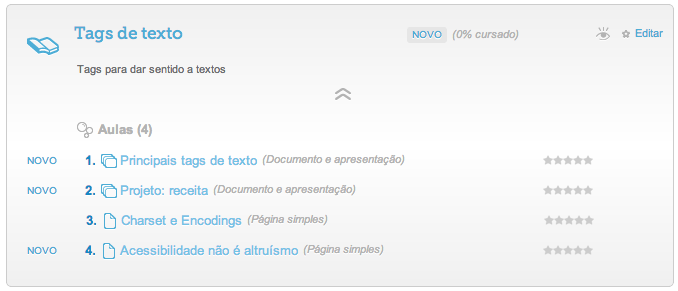 Tags de texto NOVO (0% cursado) Editar
Tags para dar sentido a textos
Aulas (4)
NOVO 1. Principais tags de texto (Documento e apresentação)
NOVO 2. Projeto: receita (Documento e apresentação)
3. Charset e Encodings (Página simples)
NOVO 4. Acessibilidade não é altruísmo (Página simples)